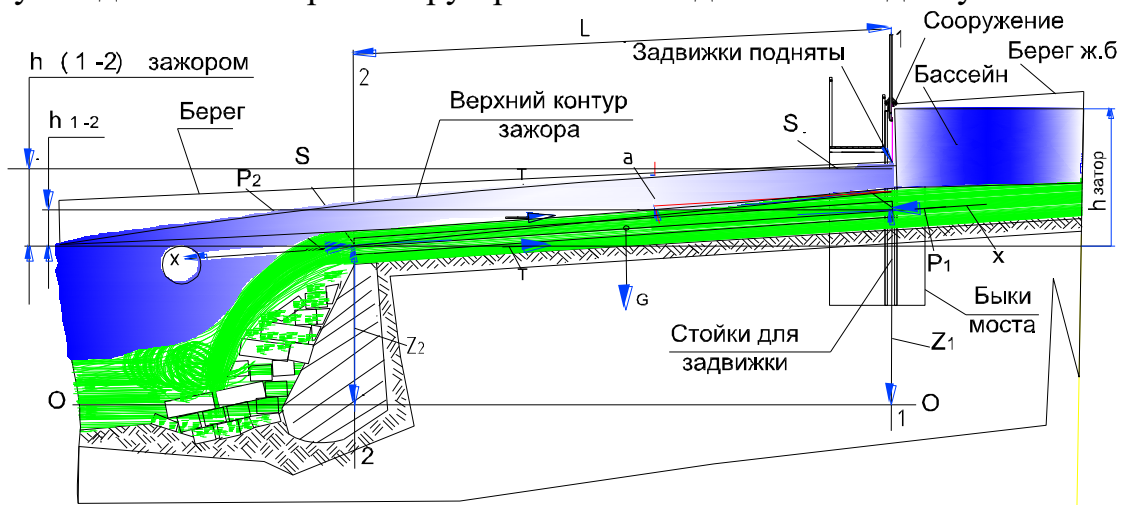 L
1
Сооружение
Задвижки подняты
Берег ж.б
h (1-2) зажором
2
Бассейн
Верхний контур
зажора
h 1-2
Берег
S
S
P2
T
a
h затор
x
T
G
P1
x
Быки
моста
Стойки для
задвижки
Z2
Z1
O
O
1
2